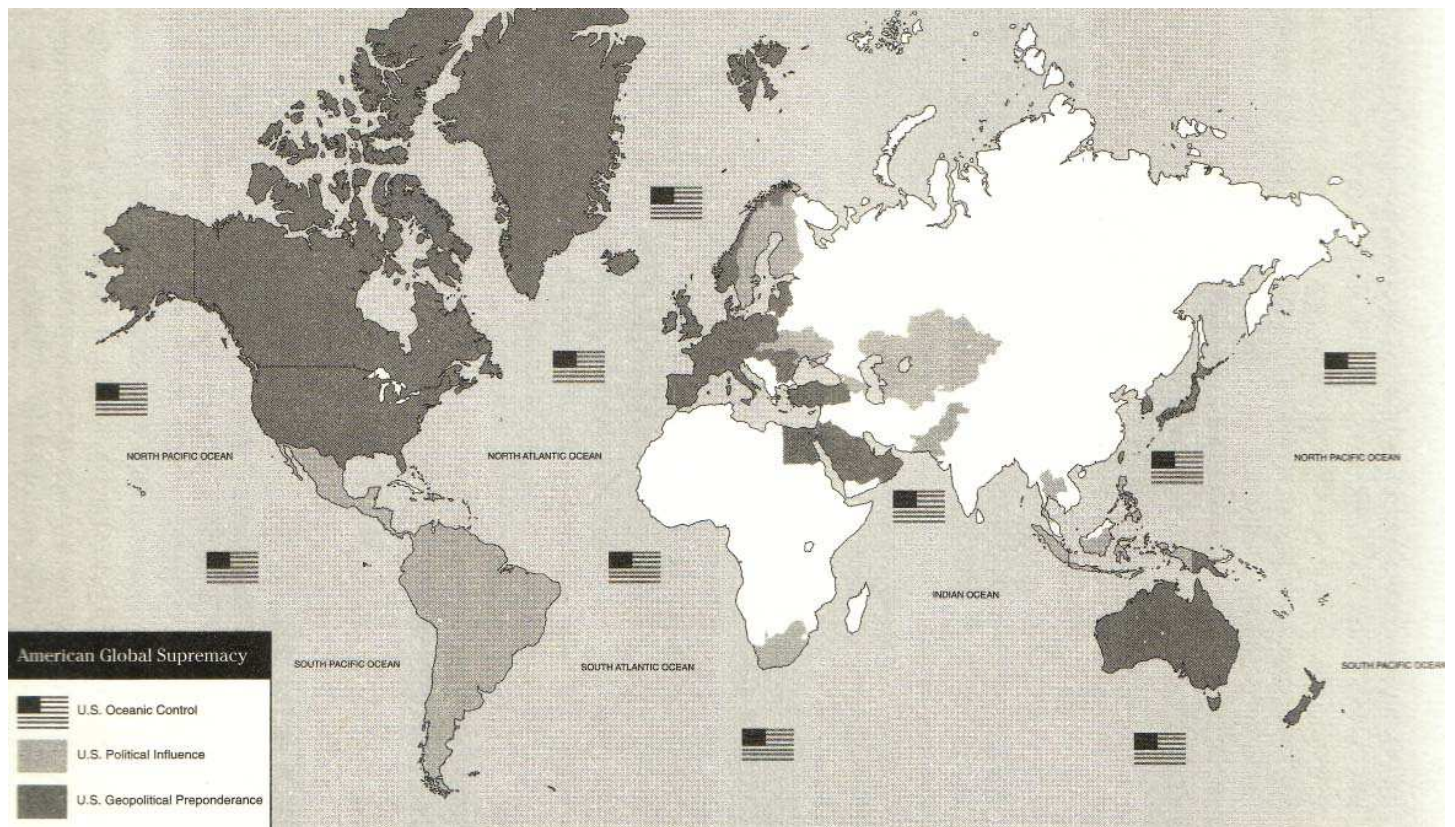 NORTH PACIFIC OCEAN
NORTH ATLANTIC OCEAN
NORTH PACIFIC OCEAN
INDIAN OCEAN
SOUTH PACIFIC OCEAN
SOUTH ATLANTIC OCEAN
SOUTH PACIFIC OCEAN
American Global Supremacy
U.S. Oceanic Control
U.S. Political Influence
U.S. Geopolitical Preponderance